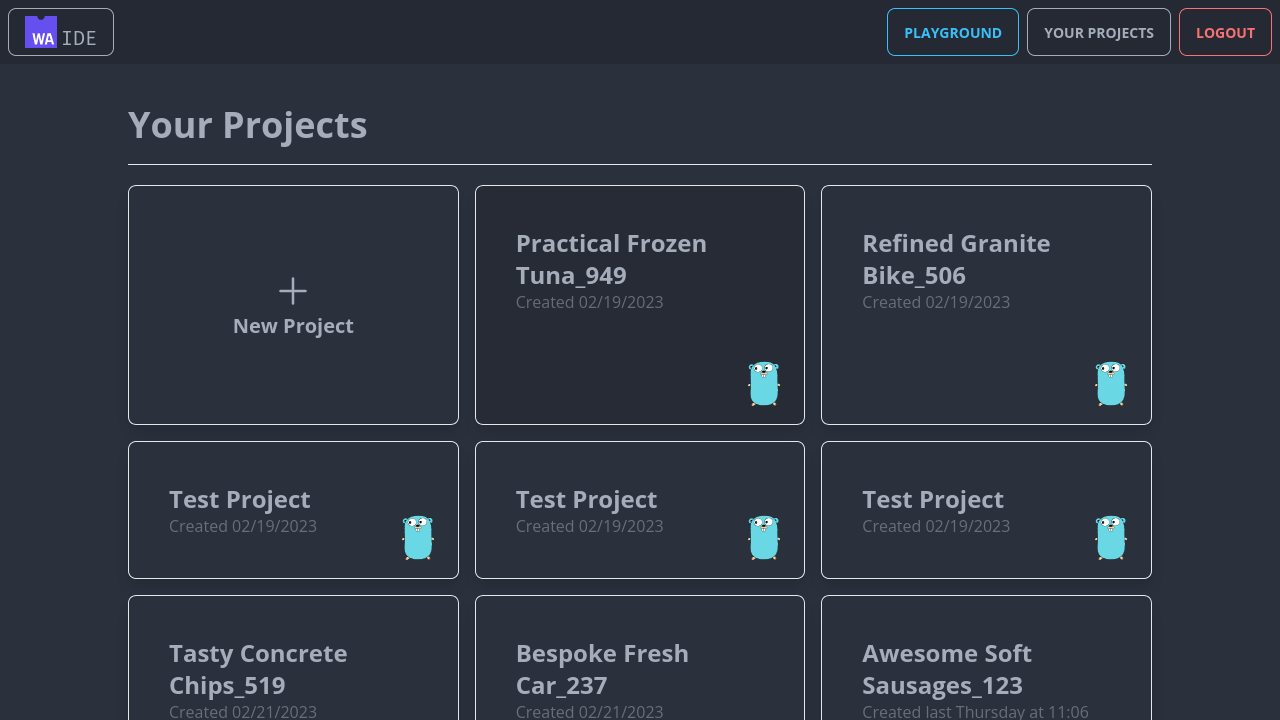 WA IDE
PLAYGROUND
YOUR PROJECTS
LOGOUT
Your Projects
New Project
Practical Frozen
Tuna_949
Created 02/19/2023
Refined Granite
Bike_506
Created 02/19/2023
Test Project
Created 02/19/2023
Test Project
Created 02/19/2023
Test Project
Created 02/19/2023
Tasty Concrete
Chips_519
Created 02/21/2023
Bespoke Fresh
Car_237
Created 02/21/2023
Awesome Soft
Sausages_123
Created last Thursday at 11:06